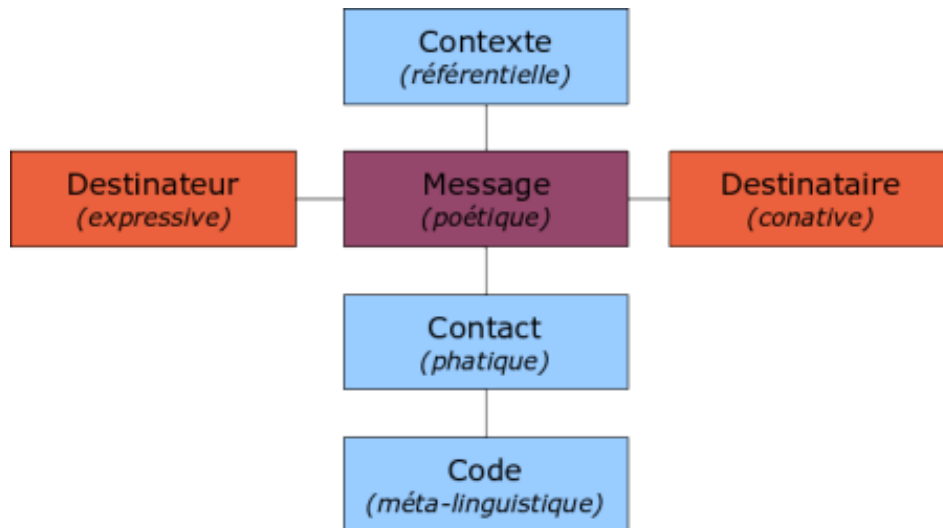 Contexte
(référentielle)
Destinateur
(expressive)
Message
(poétique)
Destinataire
(conative)
Contact
(phatique)
Code
(méta-linguistique)